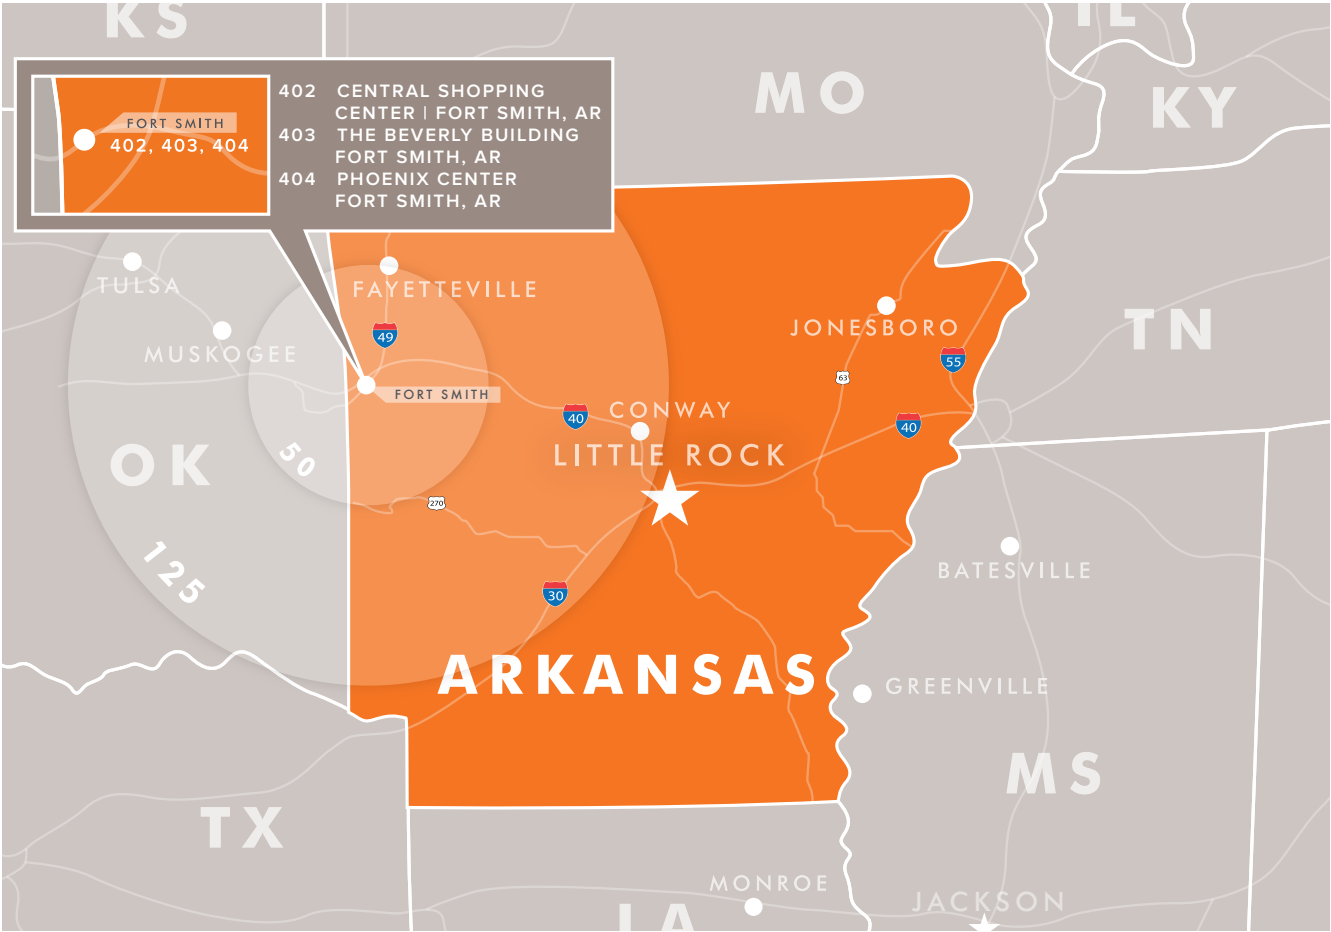 KS
IL
MO
KY
402 CENTRAL SHOPPING
CENTER | FORT SMITH, AR
403 THE BEVERLY BUILDING
FORT SMITH, AR
404 PHOENIX CENTER
FORT SMITH, AR
FORT SMITH
402, 403, 404
TULSA
FAYETTEVILLE
MUSKOGEE
49
JONESBORO
TN
55
63
FORT SMITH
40
CONWAY
40
LITTLE ROCK
OK
50
270
125
30
BATESVILLE
ARKANSAS
GREENVILLE
MS
TX
MONROE
JACKSON
LA